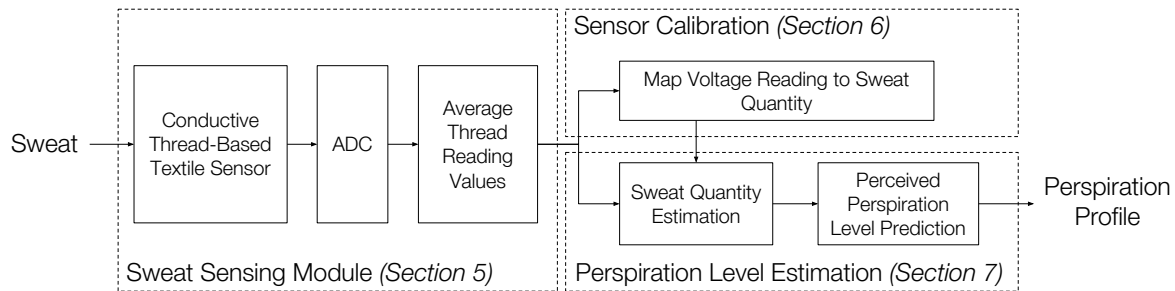 Sweat
Conductive
Thread-Based
Textile Sensor
ADC
Average
Thread
Reading
Values
Sweat Sensing Module (Section 5)
Sensor Calibration (Section 6)
Map Voltage Reading to Sweat
Quantity
Sweat Quantity
Estimation
Perceived
Perspiration
Level Prediction
Perspiration Level Estimation (Section 7)
Perspiration
Profile